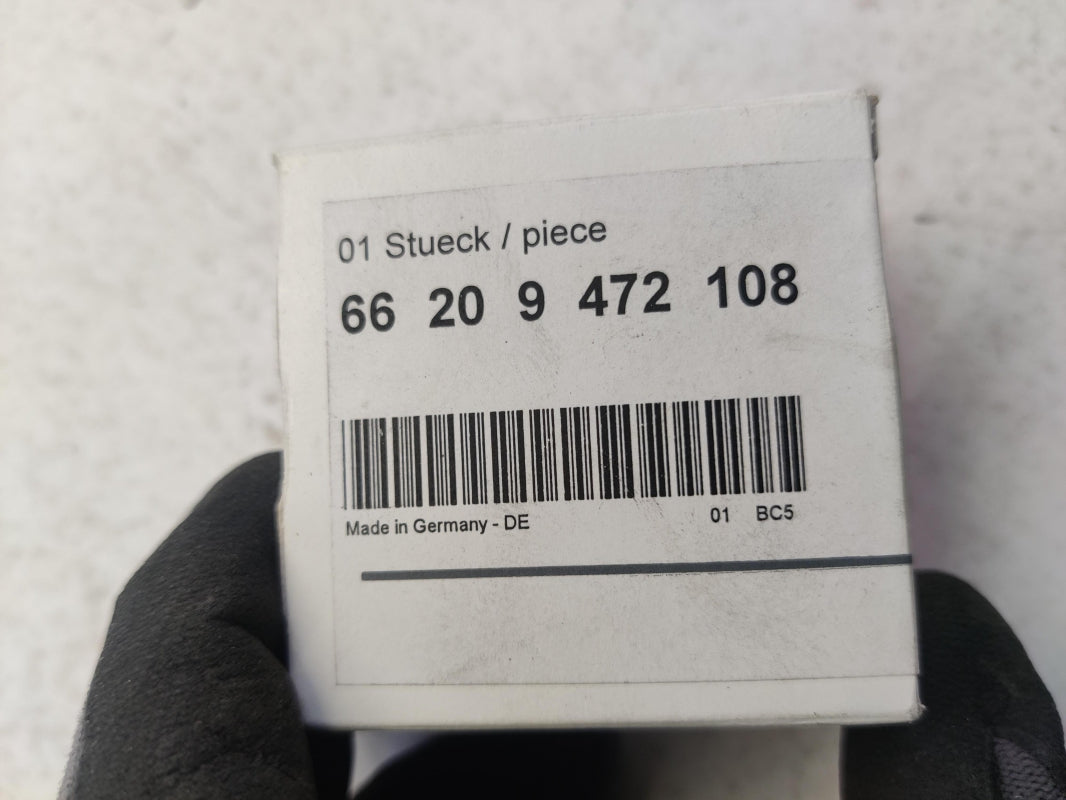 01 Stueck / piece
66 20 9 472 108
Made in Germany - DE 01 BC5